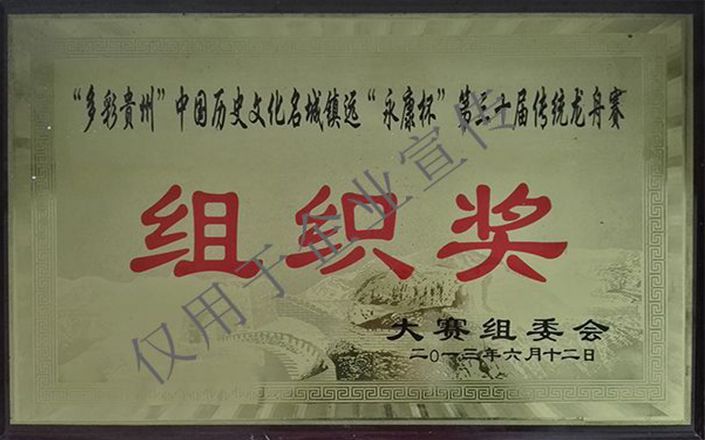 “多彩贵州”中国历史文化名城镇远“永康杯”第三十届传统龙舟赛
组织奖
大赛组委会
二〇一三年六月十二日
仅用于企业宣传